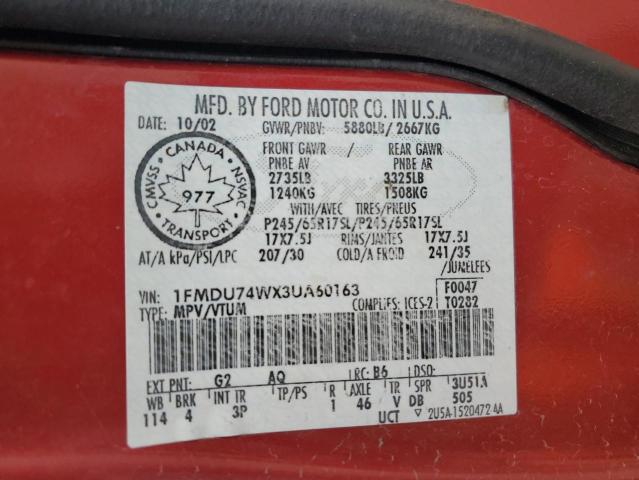 MFD. BY FORD MOTOR CO. IN U.S.A.
DATE: 10/02 GVWR/PNBV: 5880LB/ 2667KG
FRONT GAWR REAR GAWR
PNBE AV PNBE AR
2735LB 3325LB
1240KG 1508KG
WITH/AVEC TIRES/PNEUS
P245/65R17SL/P245/65R17SL
17X7.5J RIMS/JANTES 17X7.5J
AT/A kPa/PSI/LPC 207/30 COLD/A FROID 241/35
CANADA
CMVSS NSVAC
977
TRANSPORT
/JUMELEES
VIN: 1FMDU74WX3UA60163 F0047
TYPE: MPV/VTUM COMPLIES: ICES-2 T0282
EXT PNT: G2 AQ RC: B6 DSO:
WB BRK INT TR TP/PS R AXLE TR SPR 3U51A
114 4 3P 1 46 V DB 505
UCT ▽ 2U5A-1520472-AA